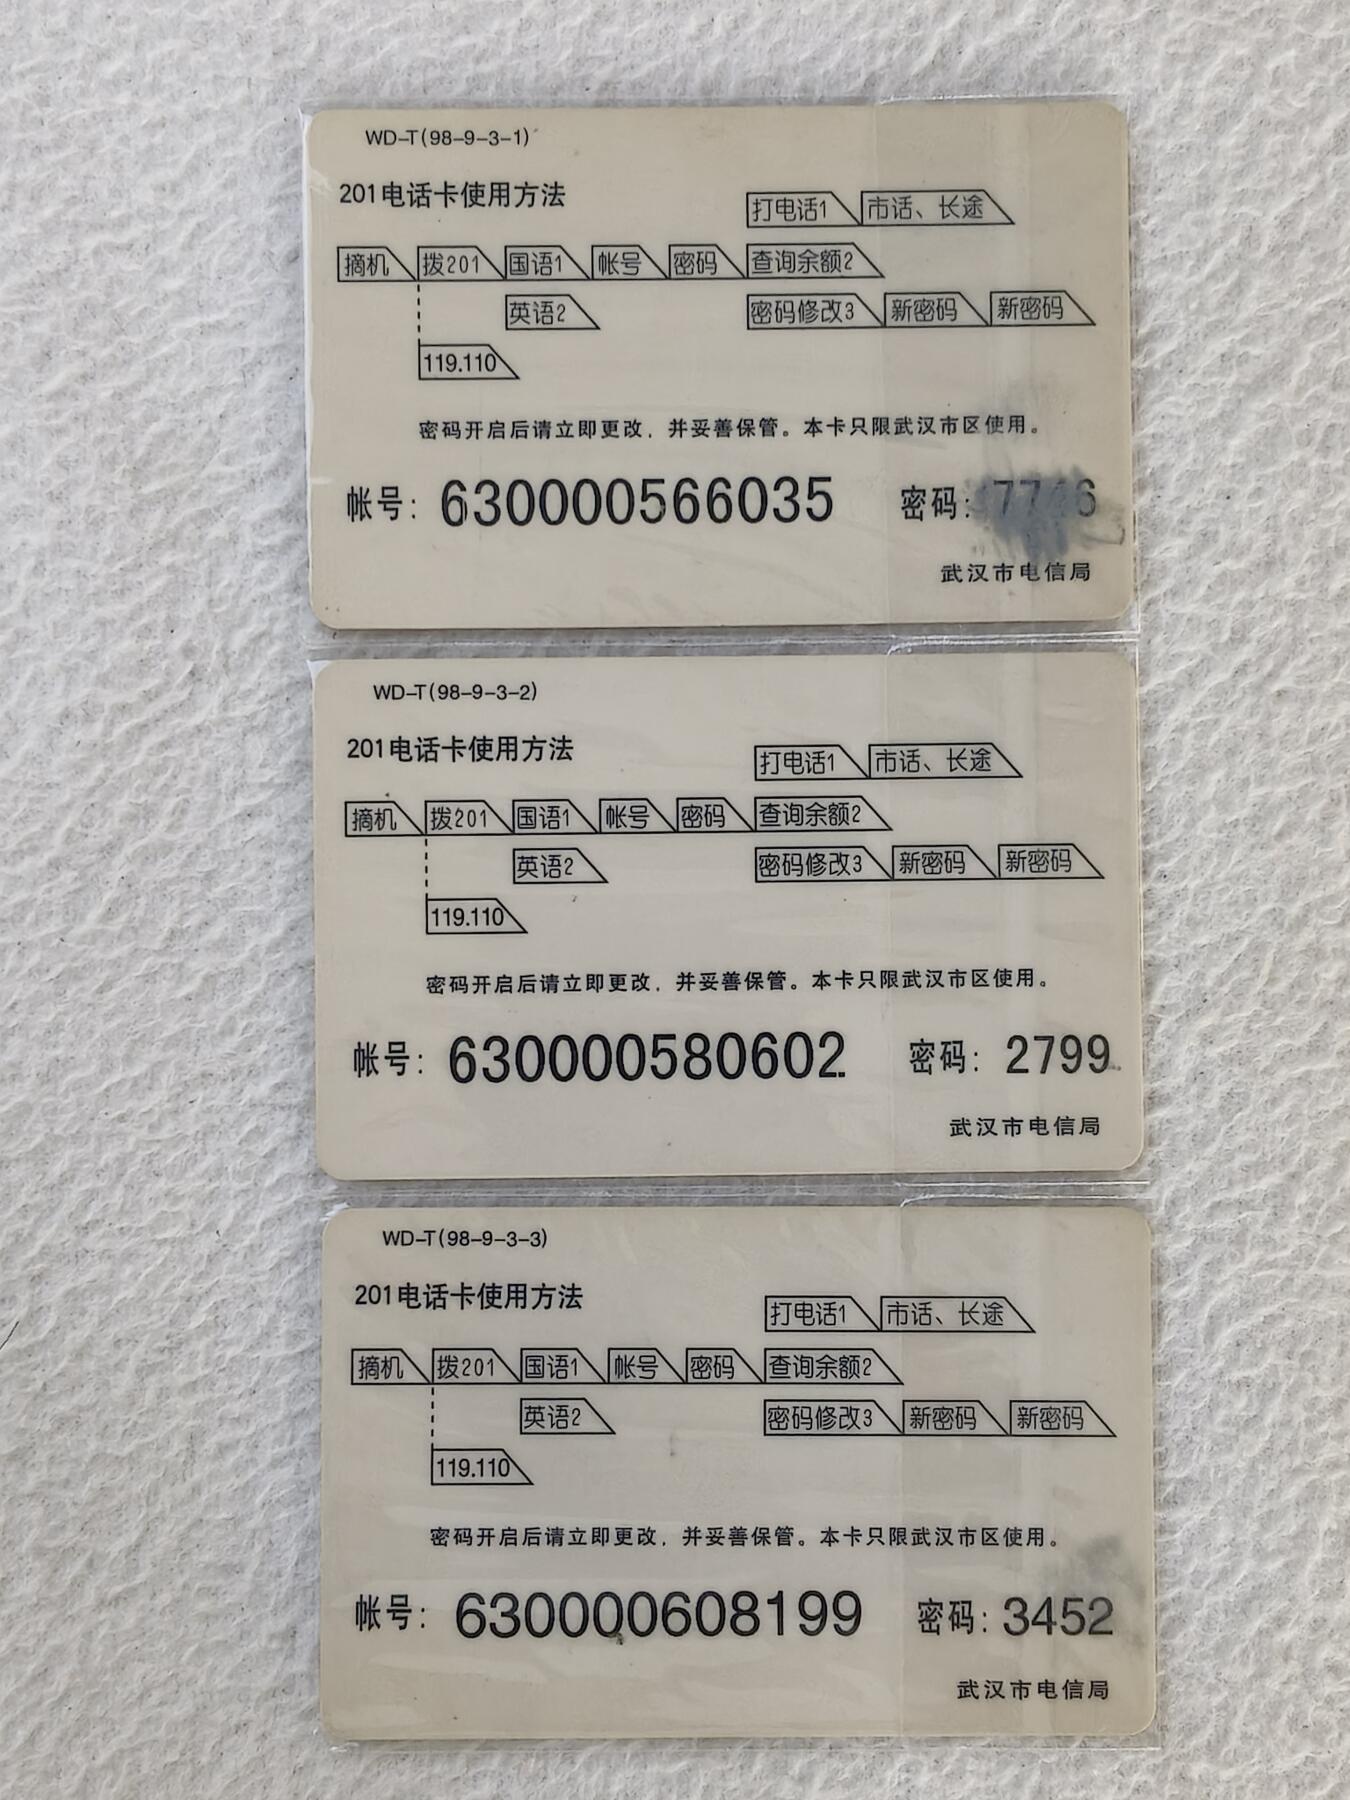 WD-T(98-9-3-1)
201电话卡使用方法
打电话1 市话、长途
摘机 拨201 国语1 帐号 密码 查询余额2
英语2 密码修改3 新密码 新密码
119.110
密码开启后请立即更改，并妥善保管。本卡只限武汉市区使用。
帐号：630000566035 密码：
武汉市电信局
WD-T(98-9-3-2)
201电话卡使用方法
打电话1 市话、长途
摘机 拨201 国语1 帐号 密码 查询余额2
英语2 密码修改3 新密码 新密码
119.110
密码开启后请立即更改，并妥善保管。本卡只限武汉市区使用。
帐号：630000580602 密码：2799
武汉市电信局
WD-T(98-9-3-3)
201电话卡使用方法
打电话1 市话、长途
摘机 拨201 国语1 帐号 密码 查询余额2
英语2 密码修改3 新密码 新密码
119.110
密码开启后请立即更改，并妥善保管。本卡只限武汉市区使用。
帐号：630000608199 密码：3452
武汉市电信局